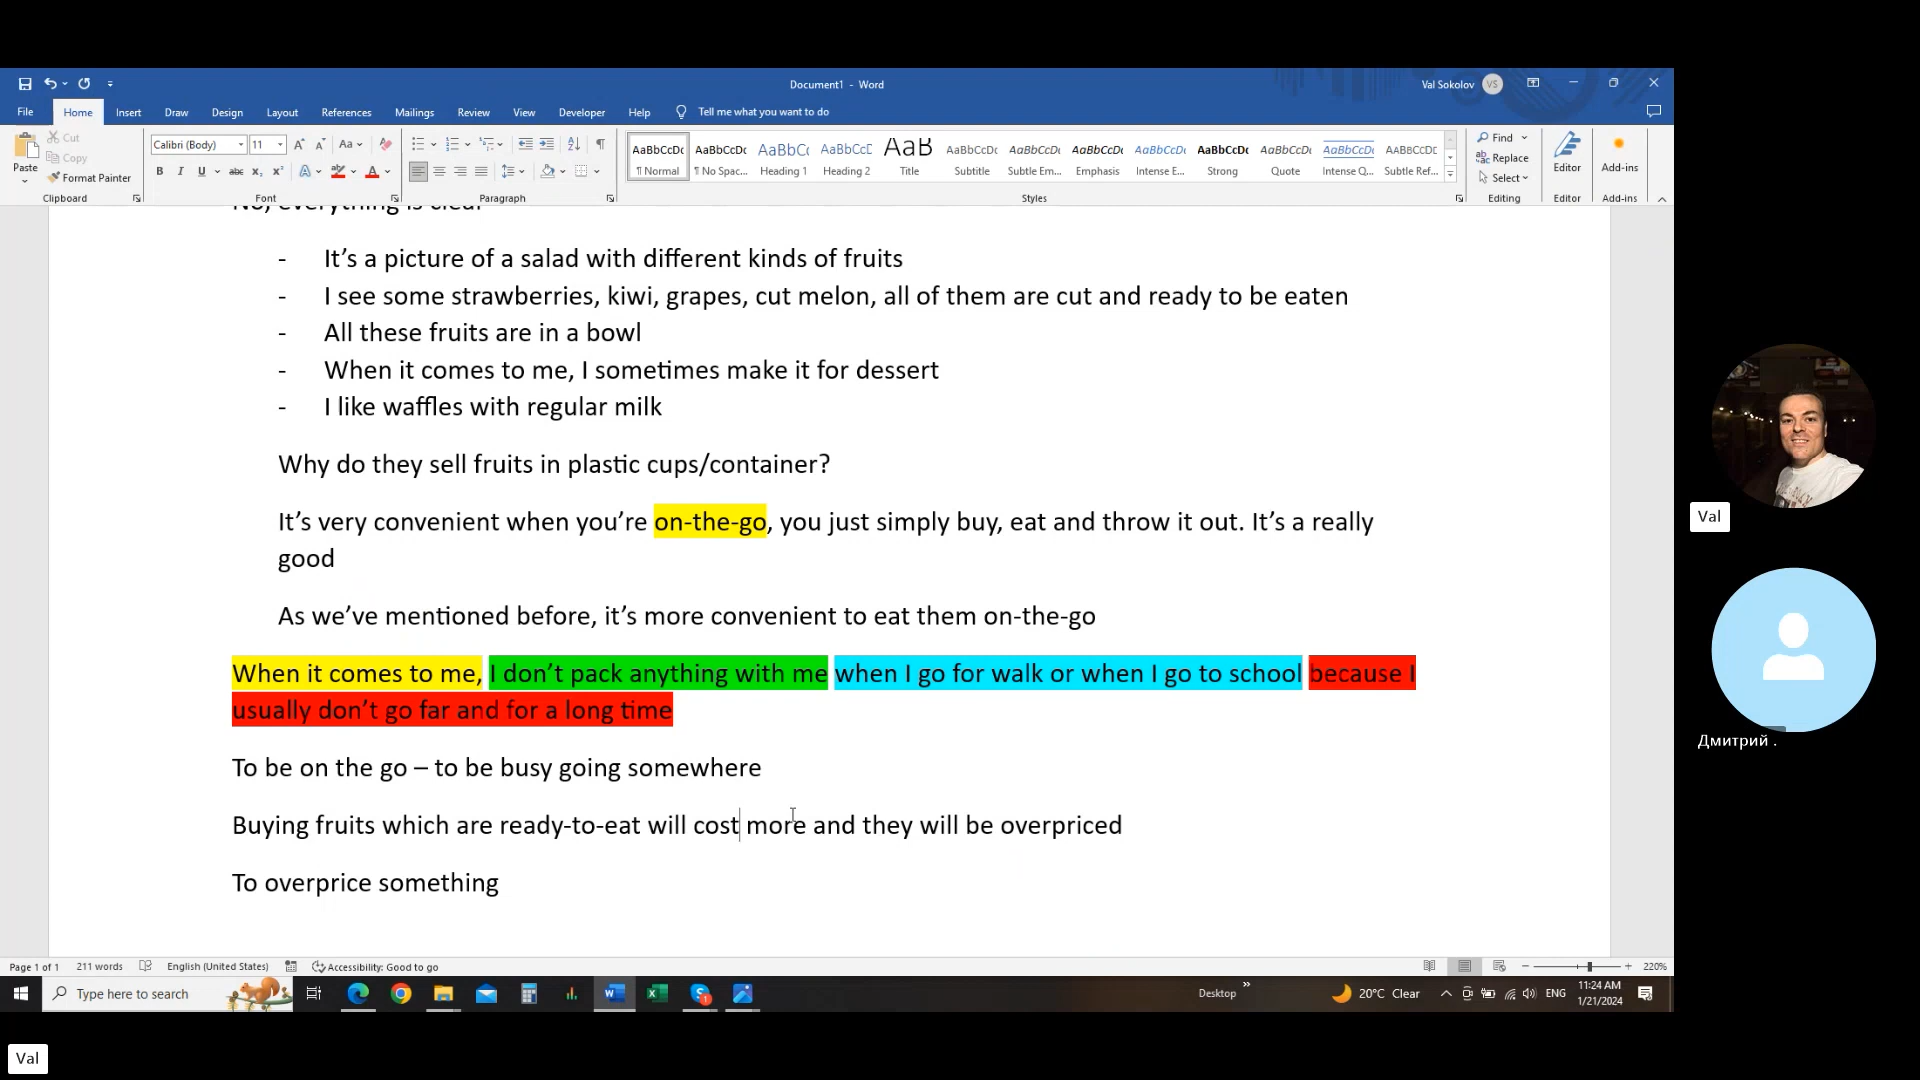 Document1 - Word
Val Sokolov VS
File Home Insert Draw Design Layout References Mailings Review View Developer Help Tell me what you want to do
Paste
Cut
Copy
Format Painter
Clipboard
Calibri (Body) 11
Font
Paragraph
AaBbCcDc AaBbCcDc AaBbCc AaBbCcC AaB AaBbCcDc AaBbCcDc AaBbCcDc AaBbCcDc AaBbCcDc AaBbCcDc AaBbCcDc AaBbCcDc
¶ Normal ¶ No Spac... Heading 1 Heading 2 Title Subtitle Subtle Em... Emphasis Intense E... Strong Quote Intense Q... Subtle Ref...
Styles
Find
Replace
Select
Editing
Editor
Editor
Add-ins
Add-ins
No, everything is clear
- It’s a picture of a salad with different kinds of fruits
- I see some strawberries, kiwi, grapes, cut melon, all of them are cut and ready to be eaten
- All these fruits are in a bowl
- When it comes to me, I sometimes make it for dessert
- I like waffles with regular milk
Why do they sell fruits in plastic cups/container?
It’s very convenient when you’re on-the-go, you just simply buy, eat and throw it out. It’s a really
good
As we’ve mentioned before, it’s more convenient to eat them on-the-go
When it comes to me, I don’t pack anything with me when I go for walk or when I go to school because I
usually don’t go far and for a long time
To be on the go – to be busy going somewhere
Buying fruits which are ready-to-eat will cost more and they will be overpriced
To overprice something
Page 1 of 1 211 words English (United States) Accessibility: Good to go 220%
Type here to search
Desktop
20°C Clear
ENG
11:24 AM
1/21/2024
Val
Дмитрий .
Val